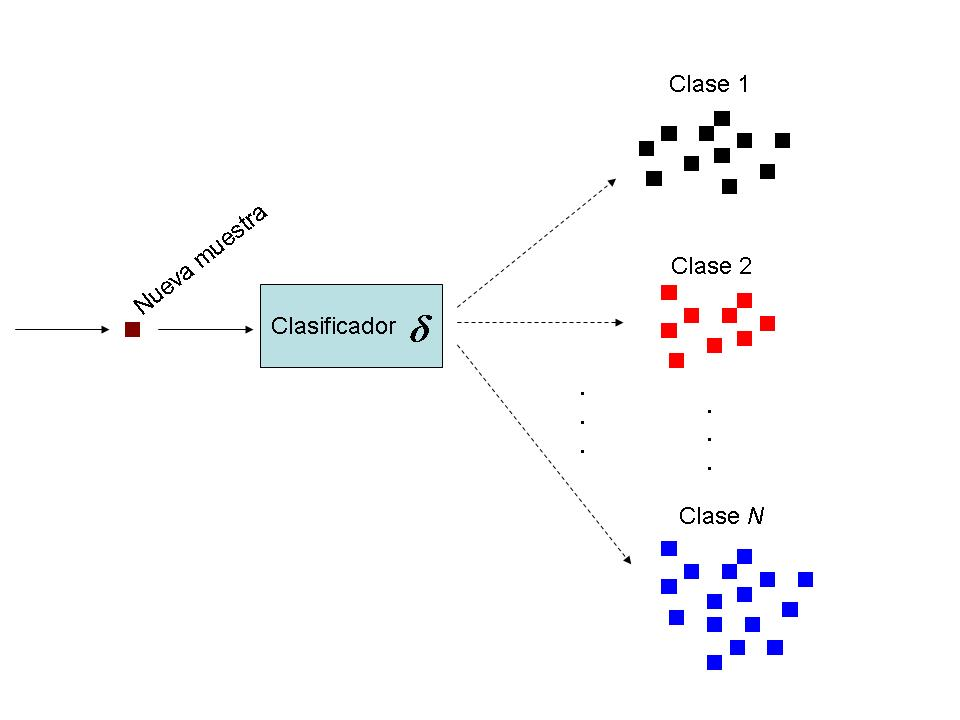 Clase 1
Nueva muestra
Clase 2
Clasificador δ
Clase N